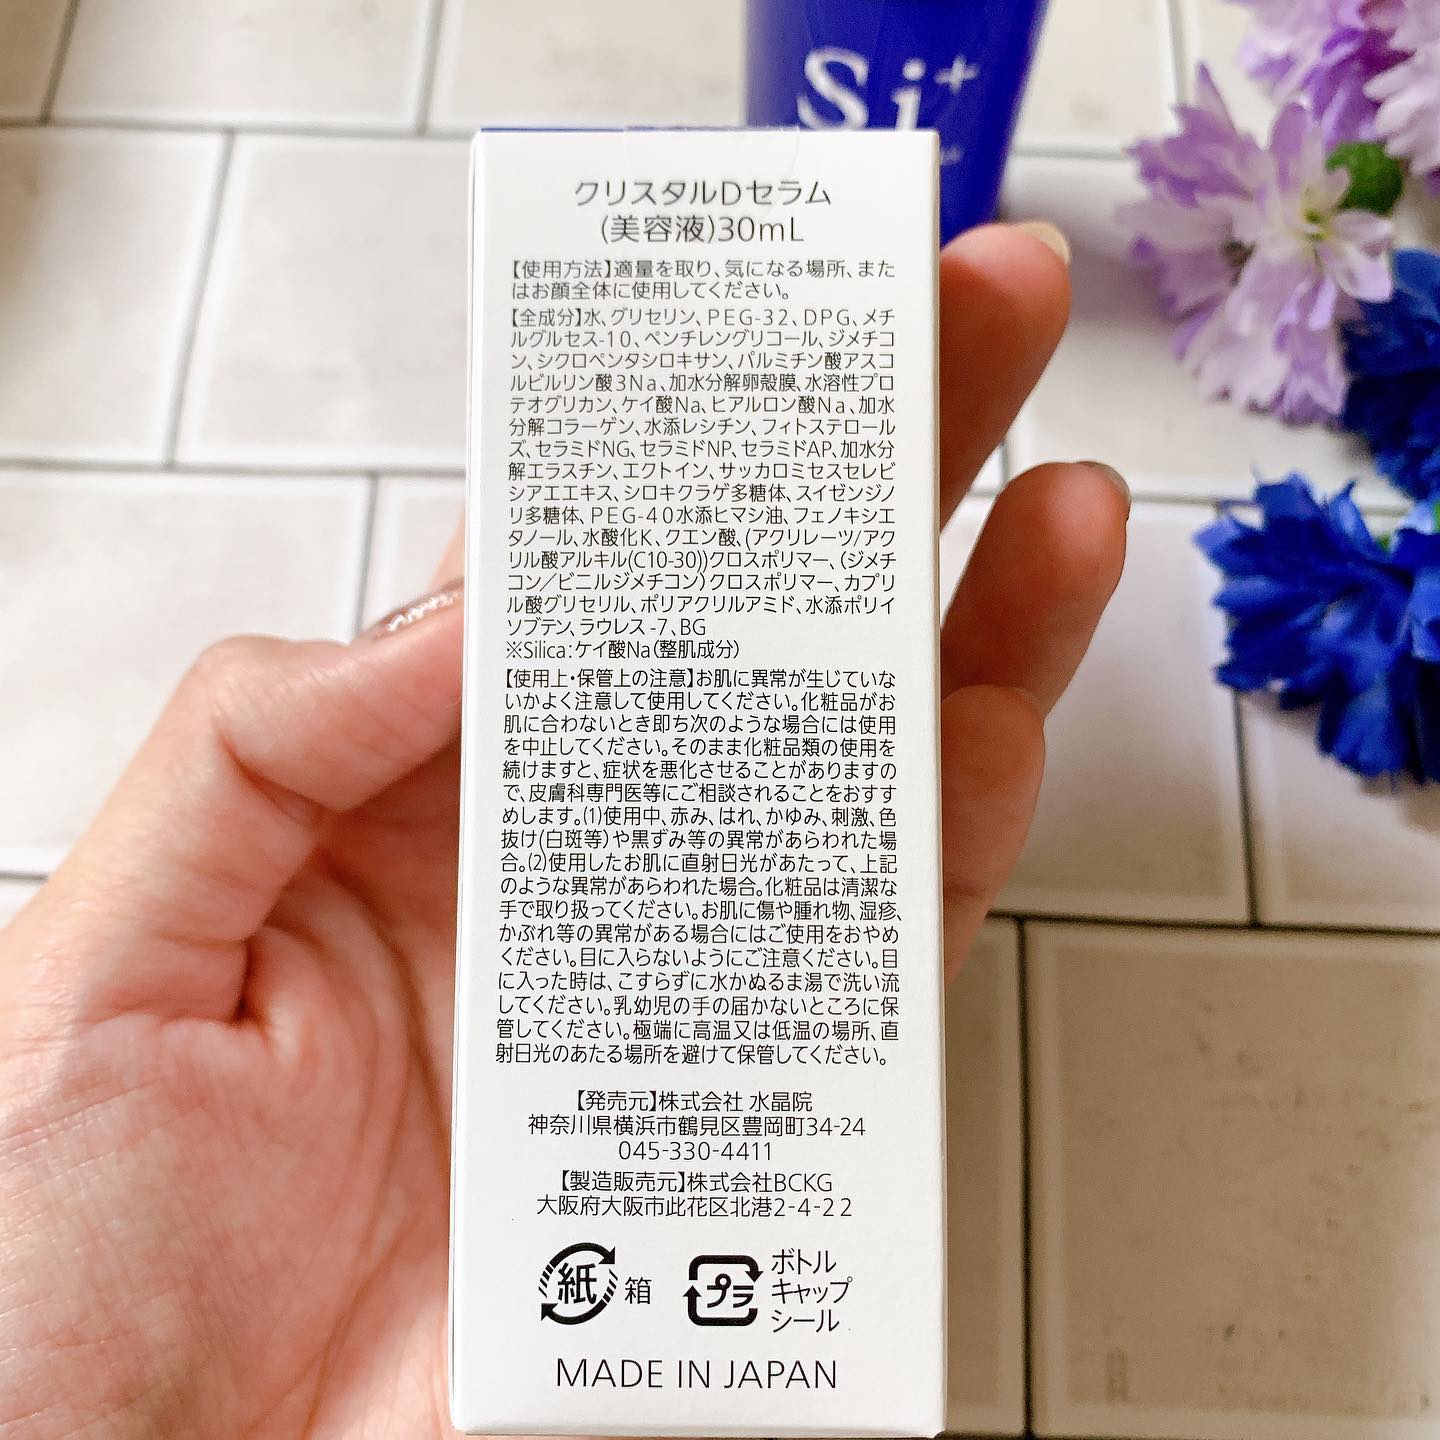 Si+
クリスタルDセラム
(美容液)30mL
【使用方法】適量を取り、気になる場所、また
はお顔全体に使用してください。
【全成分】水、グリセリン、PEG-32、DPG、メチ
ルグルセス-10、ペンチレングリコール、ジメチコ
ン、シクロペンタシロキサン、パルミチン酸アスコ
ルビルリン酸3Na、加水分解卵殻膜、水溶性プロ
テオグリカン、ケイ酸Na、ヒアルロン酸Na、加水
分解コラーゲン、水添レシチン、フィトステロール
ズ、セラミドNG、セラミドNP、セラミドAP、加水分
解エラスチン、エクトイン、サッカロミセスセレビ
シアエエキス、シロキクラゲ多糖体、スイゼンジノ
リ多糖体、PEG-40水添ヒマシ油、フェノキシエ
タノール、水酸化K、クエン酸、(アクリレーツ/アク
リル酸アルキル(C10-30))クロスポリマー、(ジメチ
コン/ビニルジメチコン)クロスポリマー、カプリ
ル酸グリセリル、ポリアクリルアミド、水添ポリイ
ソブテン、ラウレス-7、BG
※Silica:ケイ酸Na(整肌成分)
【使用上・保管上の注意】お肌に異常が生じていな
いかよく注意して使用してください。化粧品がお
肌に合わないとき即ち次のような場合には使用
を中止してください。そのまま化粧品類の使用を
続けますと、症状を悪化させることがありますの
で、皮膚科専門医等にご相談されることをおすす
めします。(1)使用中、赤み、はれ、かゆみ、刺激、色
抜け(白斑等)や黒ずみ等の異常があらわれた場
合。(2)使用したお肌に直射日光があたって、上記
のような異常があらわれた場合。化粧品は清潔な
手で取り扱ってください。お肌に傷や腫れ物、湿疹、
かぶれ等の異常がある場合にはご使用をおやめ
ください。目に入らないようにご注意ください。目
に入った時は、こすらずに水かぬるま湯で洗い流
してください。乳幼児の手の届かないところに保
管してください。極端に高温又は低温の場所、直
射日光のあたる場所を避けて保管してください。
【発売元】株式会社 水晶院
神奈川県横浜市鶴見区豊岡町34-24
045-330-4411
【製造販売元】株式会社BCKG
大阪府大阪市此花区北港2-4-22
紙 箱
プラ ボトル
キャップ
シール
MADE IN JAPAN